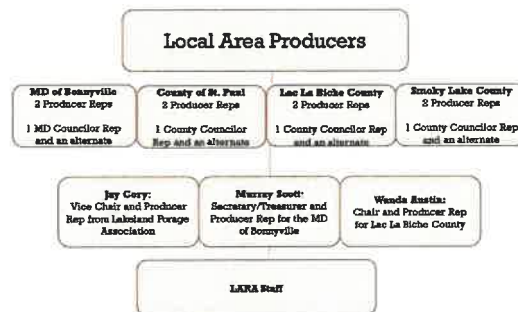 Local Area Producers
MD of Bonnyville
2 Producer Reps
1 MD Councilor Rep
and an alternate
County of St. Paul
2 Producer Reps
1 County Councilor
Rep and an alternate
Lac La Biche County
2 Producer Reps
1 County Councilor Rep
and an alternate
Smoky Lake County
2 Producer Reps
1 County Councilor Rep
and an alternate
Jay Cory:
Vice Chair and Producer
Rep from Lakeland Forage
Association
Murray Scott:
Secretary/Treasurer and
Producer Rep for the MD
of Bonnyville
Wanda Austin:
Chair and Producer Rep
for Lac La Biche County
LARA Staff